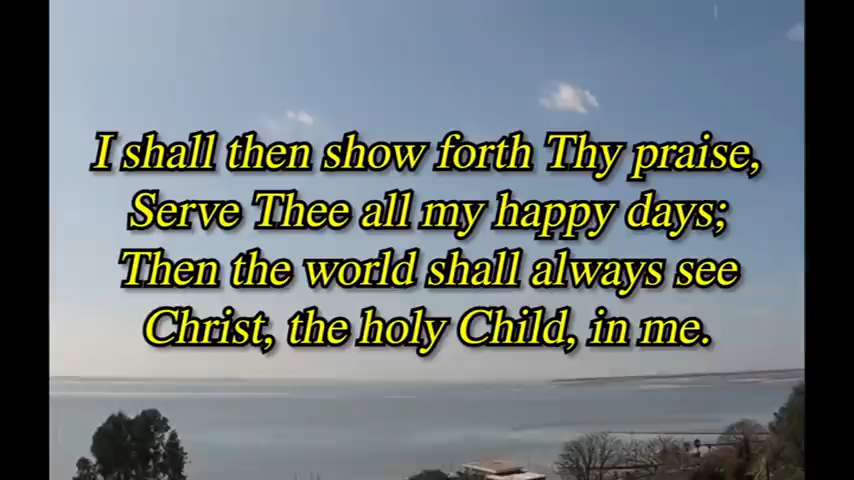 I shall then show forth Thy praise,
Serve Thee all my happy days;
Then the world shall always see
Christ, the holy Child, in me.